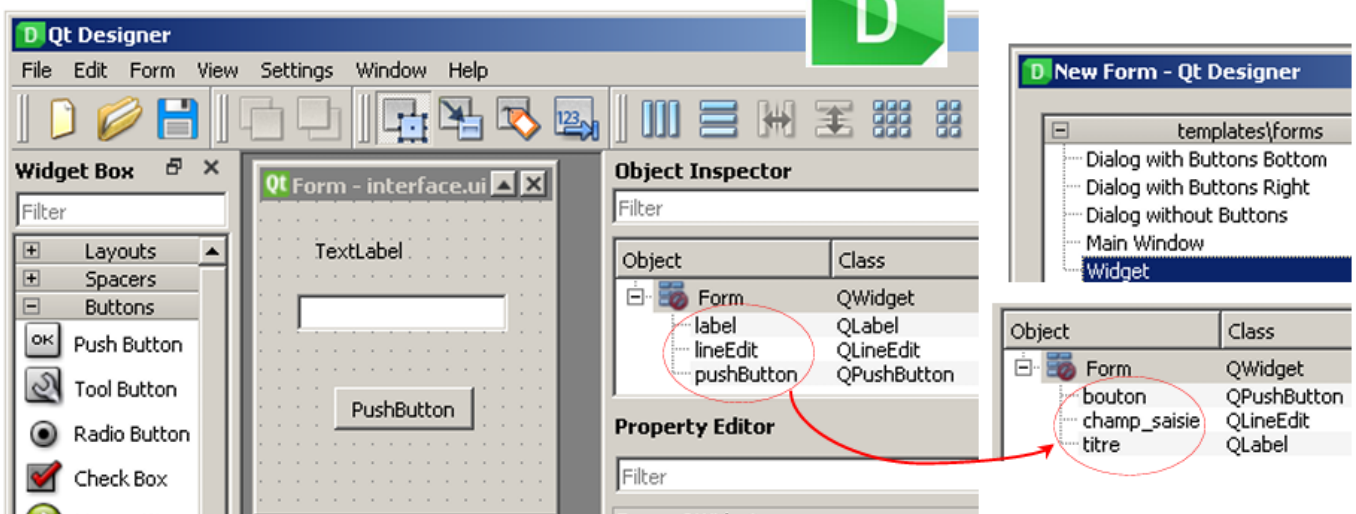 D
D Qt Designer
File Edit Form View Settings Window Help
123
Widget Box
Filter
Layouts
Spacers
Buttons
OK Push Button
Tool Button
Radio Button
Check Box
Qt Form - interface.ui
TextLabel
PushButton
Object Inspector
Filter
Object Class
Form QWidget
label QLabel
lineEdit QLineEdit
pushButton QPushButton
Property Editor
Filter
D New Form - Qt Designer
templates\forms
Dialog with Buttons Bottom
Dialog with Buttons Right
Dialog without Buttons
Main Window
Widget
Object Class
Form QWidget
bouton QPushButton
champ_saisie QLineEdit
titre QLabel